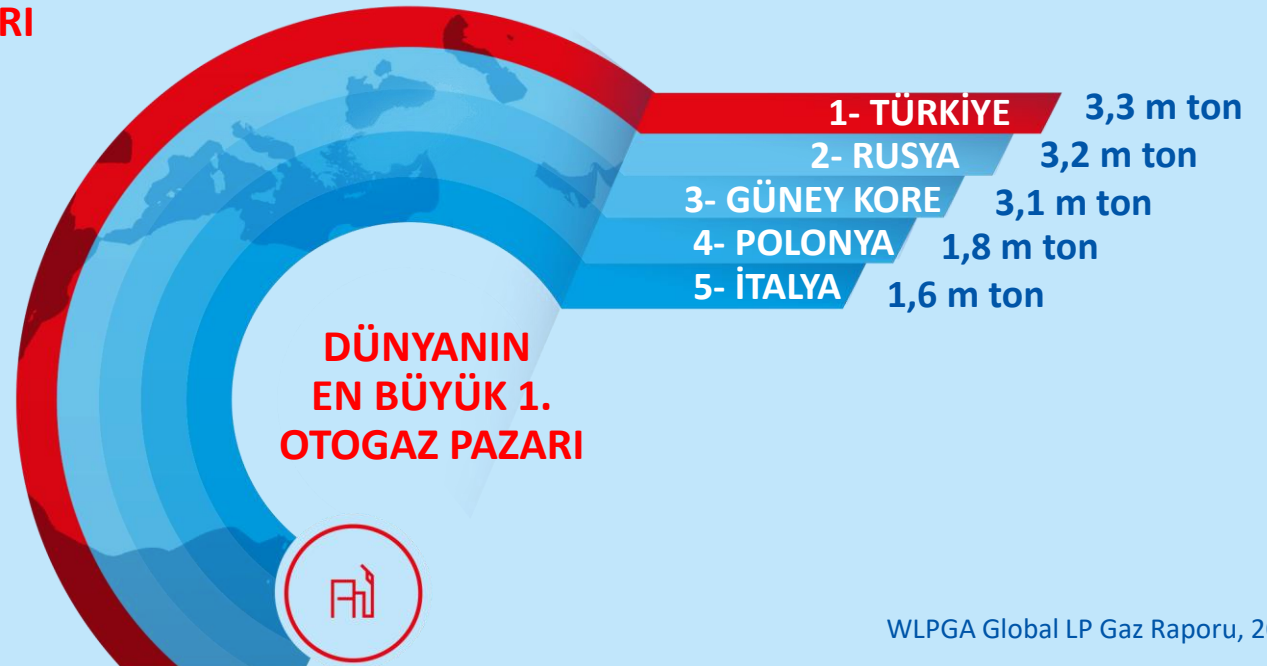 1- TÜRKİYE 3,3 m ton
2- RUSYA 3,2 m ton
3- GÜNEY KORE 3,1 m ton
4- POLONYA 1,8 m ton
5- İTALYA 1,6 m ton
DÜNYANIN
EN BÜYÜK 1.
OTOGAZ PAZARI
WLPGA Global LP Gaz Raporu,